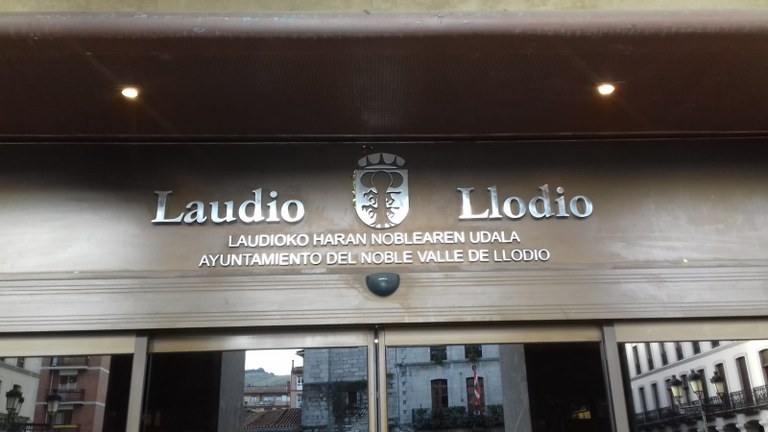 Laudio Llodio
LAUDIOKO HARAN NOBLEAREN UDALA
AYUNTAMIENTO DEL NOBLE VALLE DE LLODIO